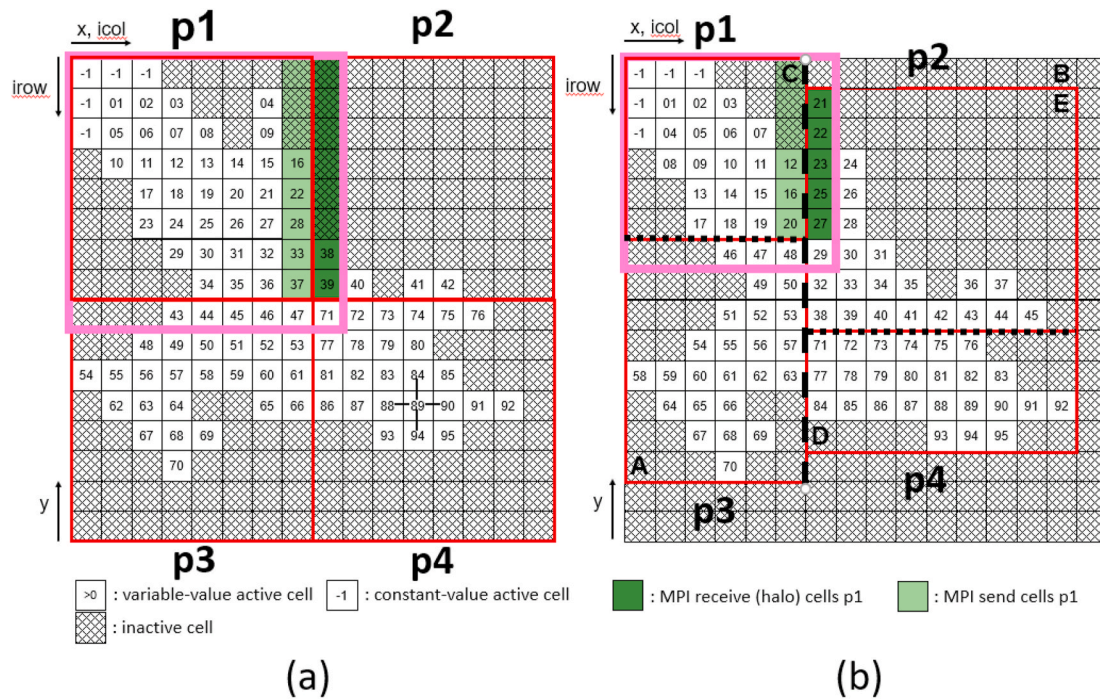 x, icol p1 p2
irow
-1 -1 -1
-1 01 02 03 04
-1 05 06 07 08 09
10 11 12 13 14 15 16
17 18 19 20 21 22
23 24 25 26 27 28
29 30 31 32 33 38
34 35 36 37 39 40 41 42
43 44 45 46 47 71 72 73 74 75 76
48 49 50 51 52 53 77 78 79 80
54 55 56 57 58 59 60 61 81 82 83 84 85
62 63 64 65 66 86 87 88 89 90 91 92
67 68 69 93 94 95
70
y
p3 p4
x, icol p1 p2
irow
-1 -1 -1 C B
-1 01 02 03 21 E
-1 04 05 06 07 22
08 09 10 11 12 23 24
13 14 15 16 25 26
17 18 19 20 27 28
46 47 48 29 30 31
49 50 32 33 34 35 36 37
51 52 53 38 39 40 41 42 43 44 45
54 55 56 57 71 72 73 74 75 76
58 59 60 61 62 63 77 78 79 80 81 82 83
64 65 66 84 85 86 87 88 89 90 91 92
67 68 69 D 93 94 95
A 70
y
p3 p4
>0 : variable-value active cell -1 : constant-value active cell
: inactive cell
: MPI receive (halo) cells p1 : MPI send cells p1
(a) (b)